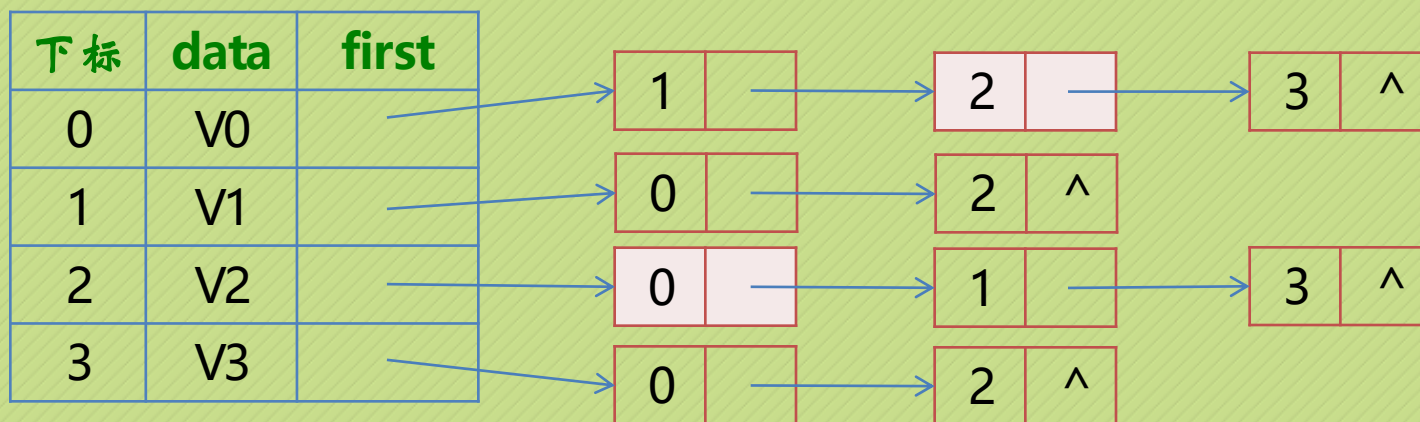 下标 data first
0 V0 1 2 3 ^
1 V1 0 2 ^
2 V2 0 1 3 ^
3 V3 0 2 ^